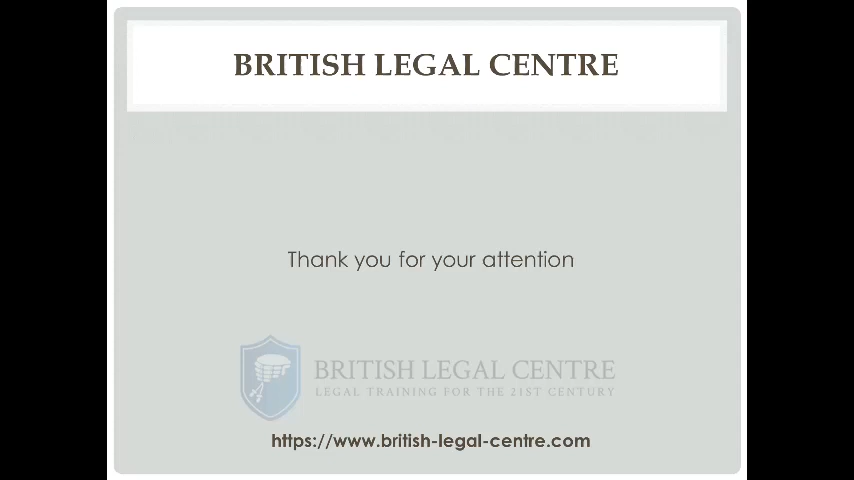 BRITISH LEGAL CENTRE
Thank you for your attention
BRITISH LEGAL CENTRE
LEGAL TRAINING FOR THE 21ST CENTURY
https://www.british-legal-centre.com